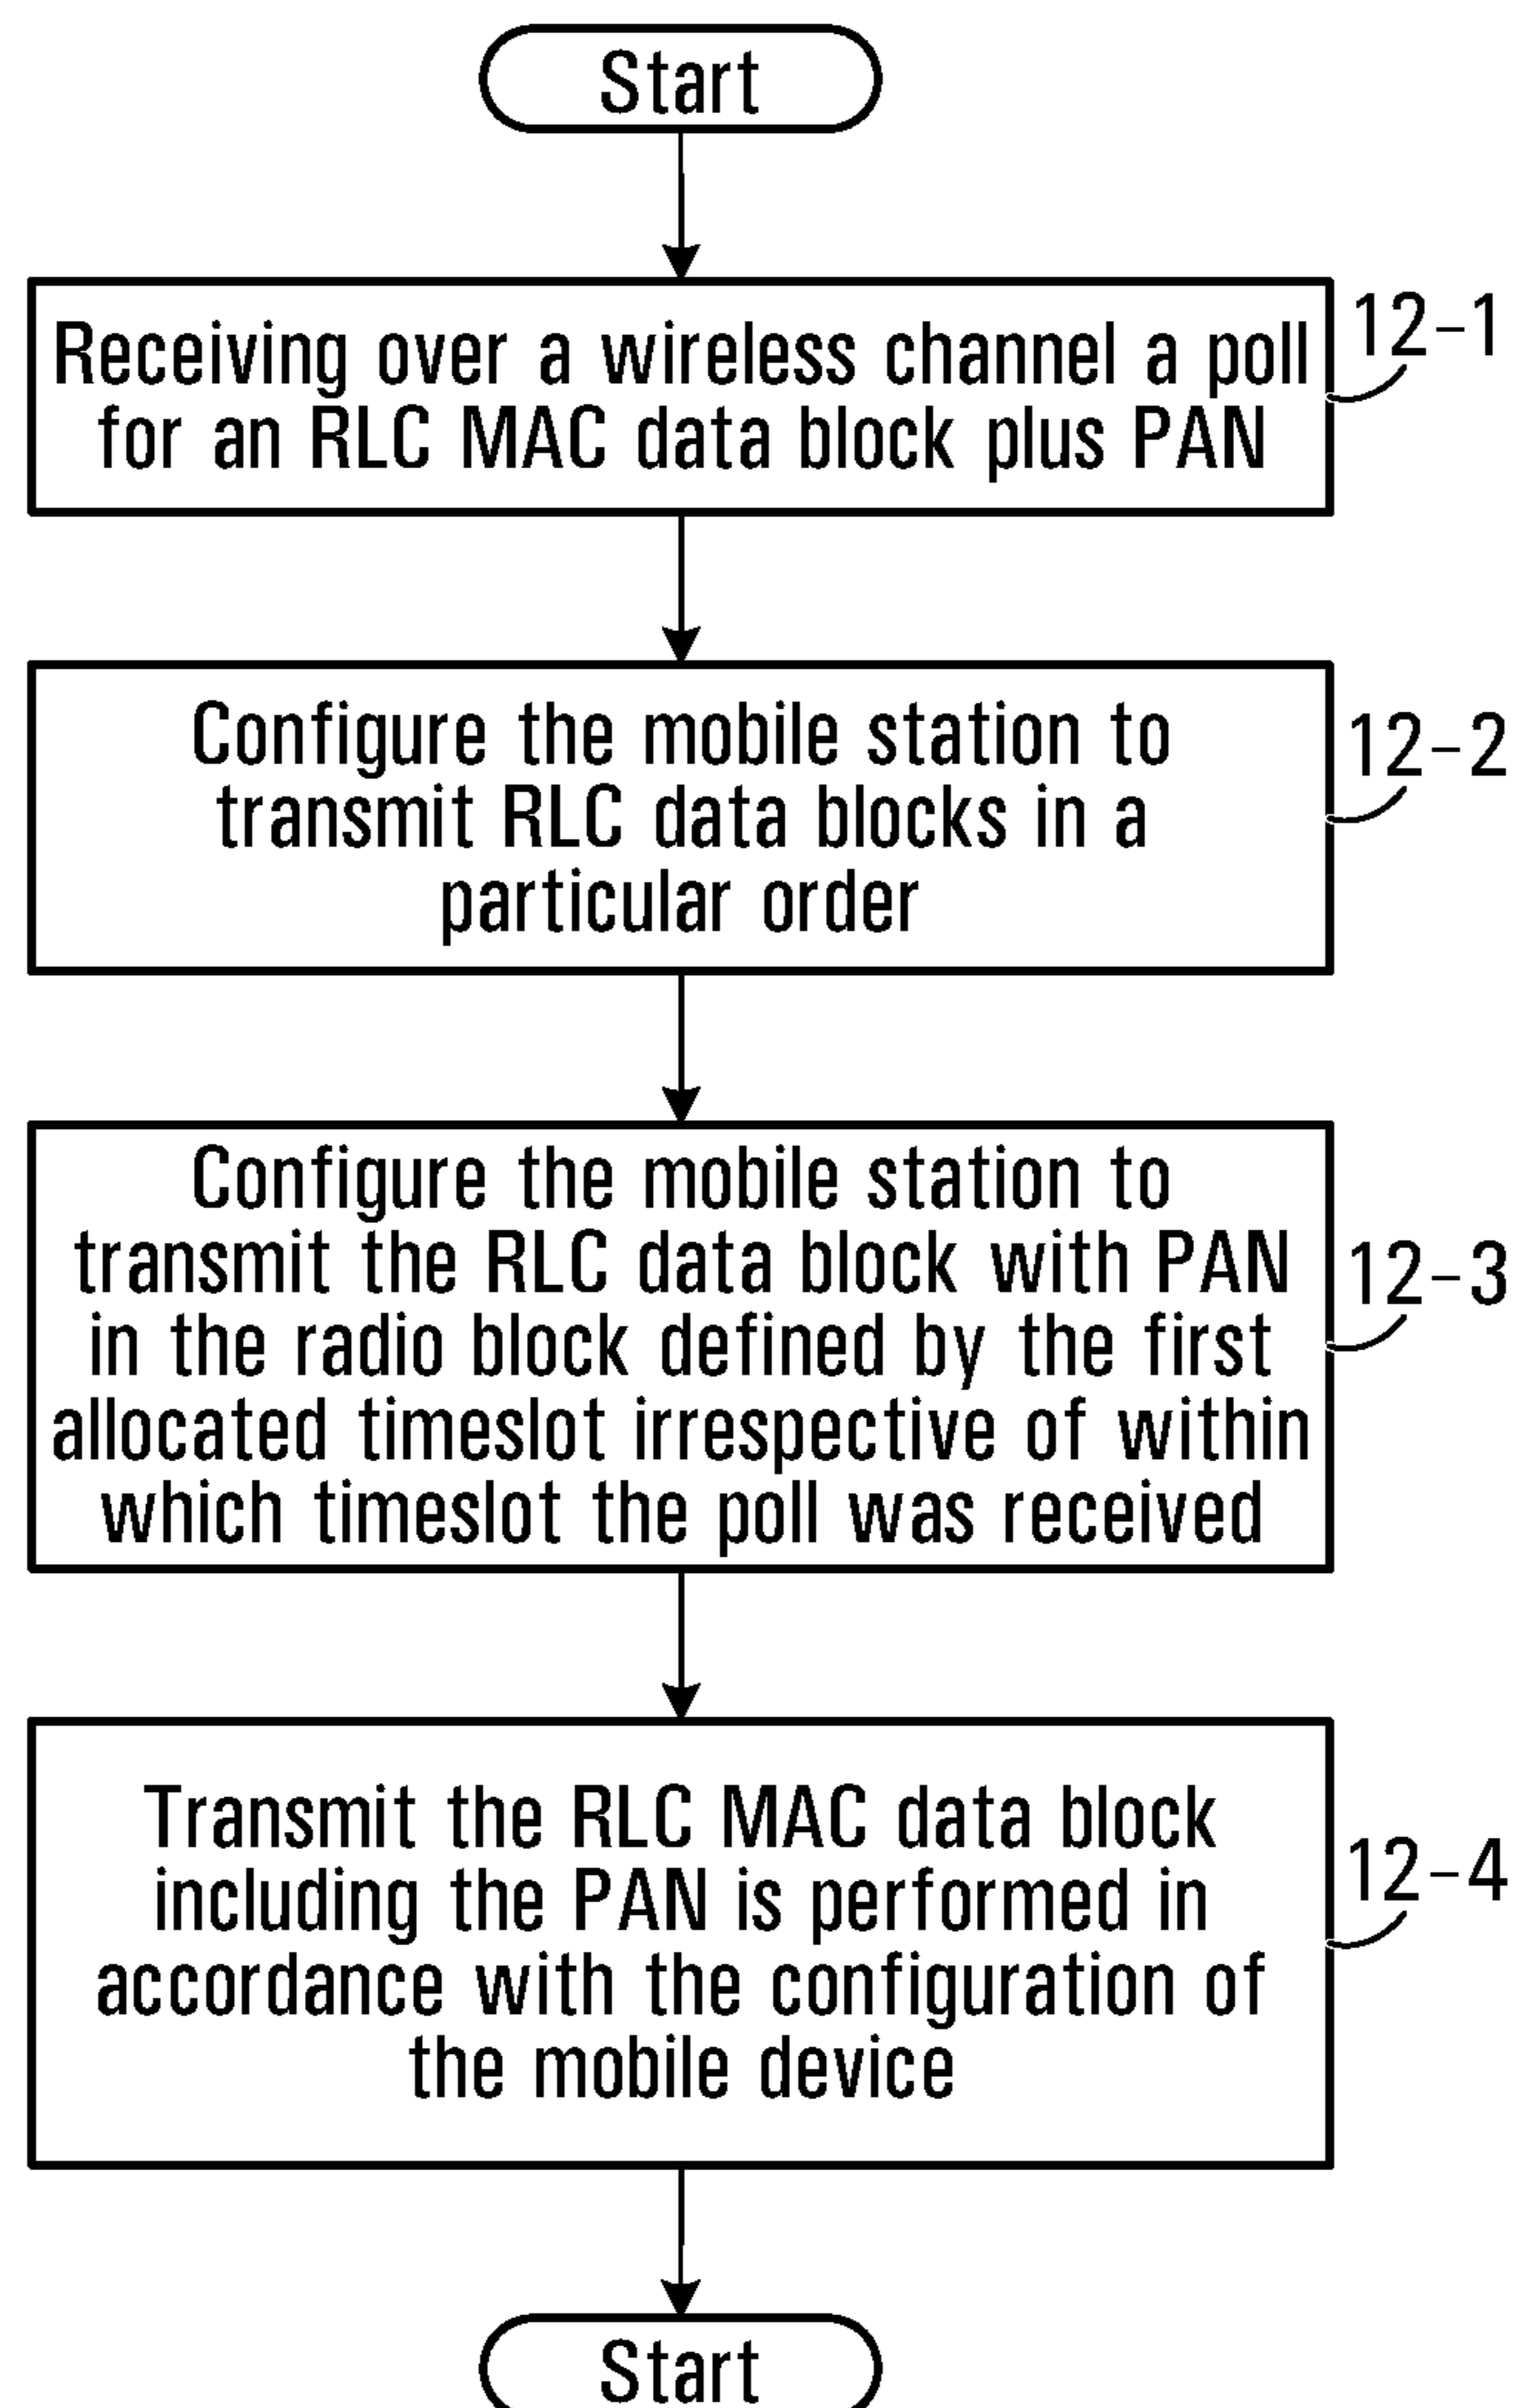 Start
Receiving over a wireless channel a poll
for an RLC MAC data block plus PAN
12-1
Configure the mobile station to
transmit RLC data blocks in a
particular order
12-2
Configure the mobile station to
transmit the RLC data block with PAN
in the radio block defined by the first
allocated timeslot irrespective of within
which timeslot the poll was received
12-3
Transmit the RLC MAC data block
including the PAN is performed in
accordance with the configuration of
the mobile device
12-4
Start